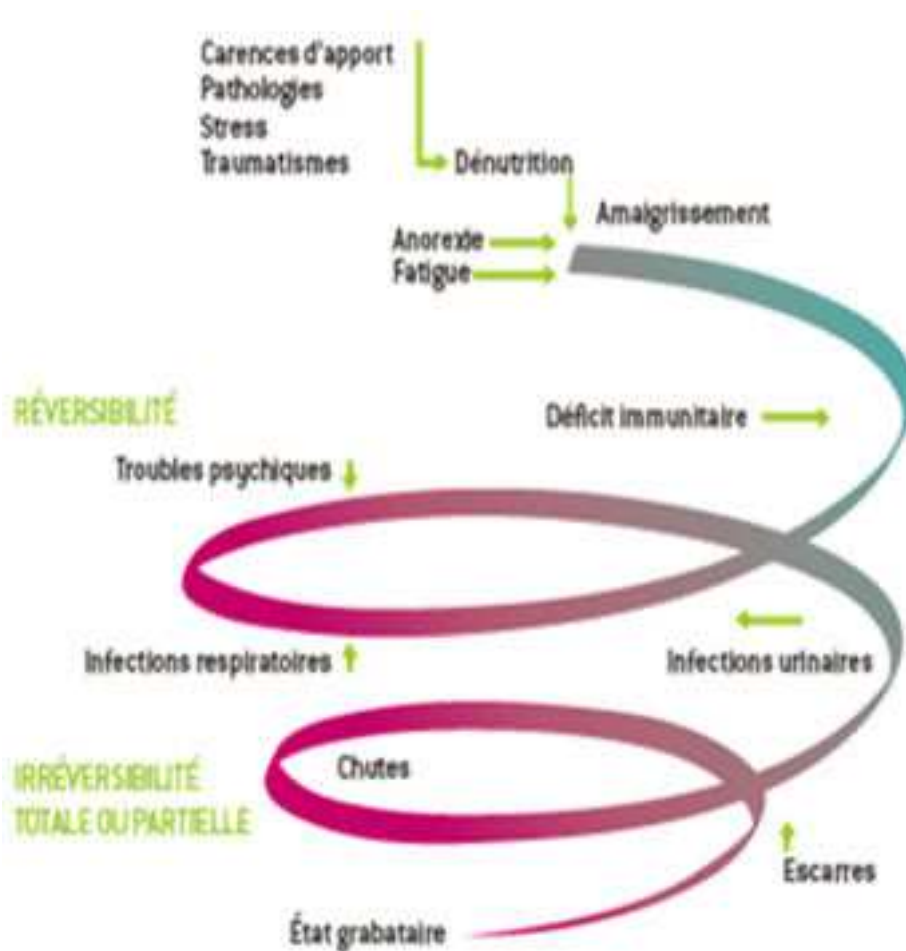 Carences d'apport
Pathologies
Stress
Traumatismes
Dénutrition
Amaigrissement
Anorexie
Fatigue
RÉVERSIBILITÉ
Déficit immunitaire
Troubles psychiques
Infections respiratoires
Infections urinaires
IRRÉVERSIBILITÉ
TOTALE OU PARTIELLE
Chutes
Escarres
État grabataire